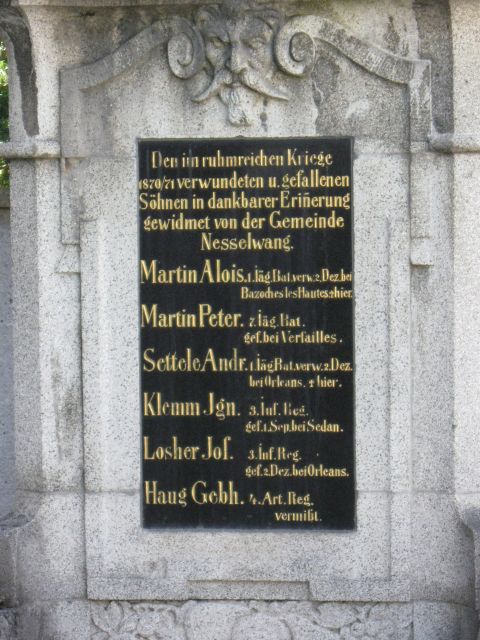 Den im ruhmreichen Kriege
1870/71 verwundeten u. gefallenen
Söhnen in dankbarer Erinerung
gewidmet von der Gemeinde
Nesselwang.
Martin Alois. 1. Jäg. Bat. verw. 2. Dez. bei
Bazoches les Hautes. † hier.
Martin Peter. 7. Jäg. Bat.
gef. bei Versailles.
Settele Andr. 1. Jäg. Bat. verw. 2. Dez.
bei Orleans. † hier.
Klemm Jgn. 3. Inf. Reg.
gef. 1. Sep. bei Sedan.
Losher Jos. 3. Inf. Reg.
gef. 2. Dez. bei Orleans.
Haug Gebh. 4. Art. Reg.
vermißt.